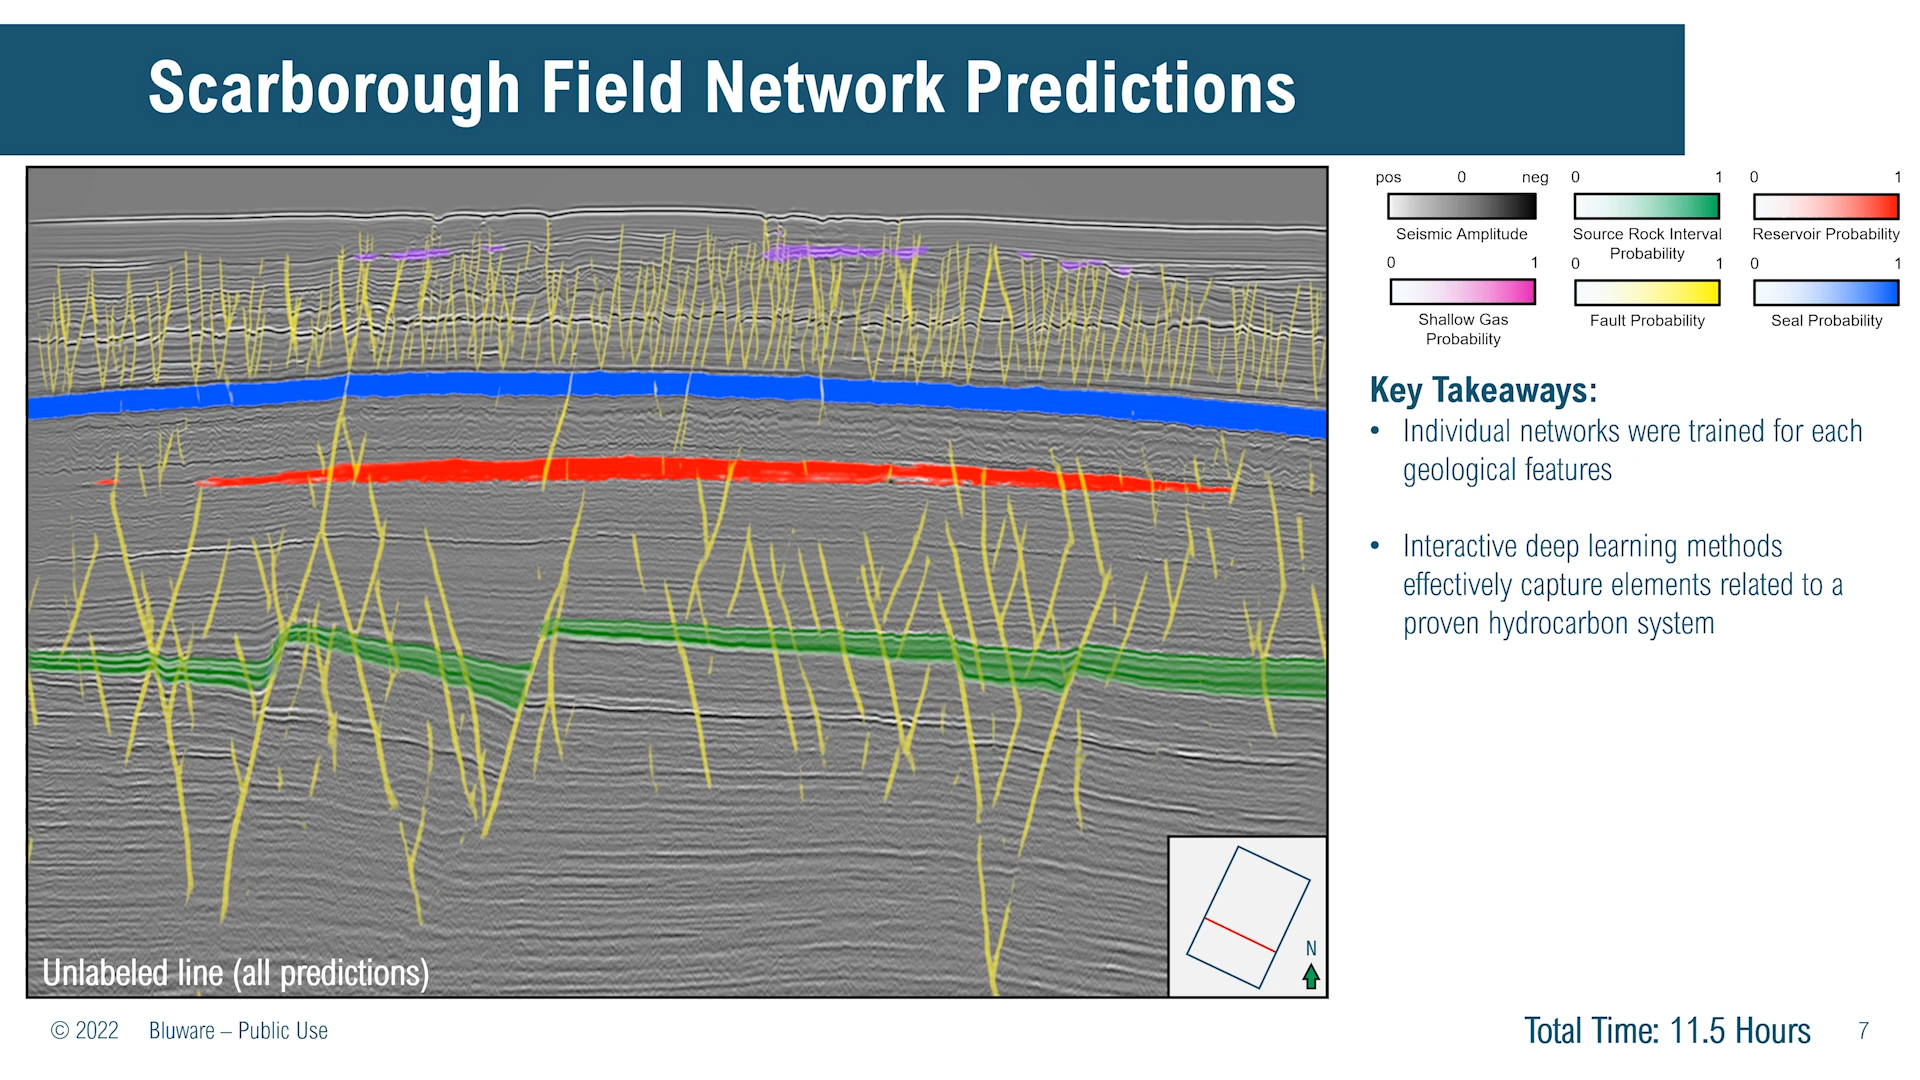 Scarborough Field Network Predictions
pos 0 neg
Seismic Amplitude
0 1
Source Rock Interval
Probability
0 1
Reservoir Probability
0 1
Shallow Gas
Probability
0 1
Fault Probability
0 1
Seal Probability
Key Takeaways:
• Individual networks were trained for each
geological features
• Interactive deep learning methods
effectively capture elements related to a
proven hydrocarbon system
N
Unlabeled line (all predictions)
© 2022 Bluware – Public Use
Total Time: 11.5 Hours
7